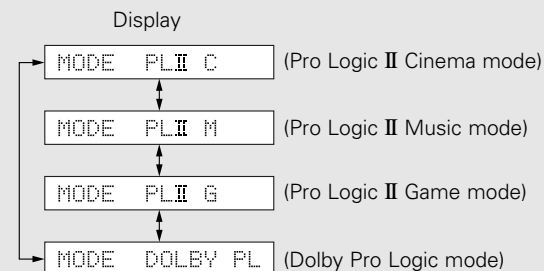 Display
MODE PLⅡ C (Pro Logic Ⅱ Cinema mode)
MODE PLⅡ M (Pro Logic Ⅱ Music mode)
MODE PLⅡ G (Pro Logic Ⅱ Game mode)
MODE DOLBY PL (Dolby Pro Logic mode)